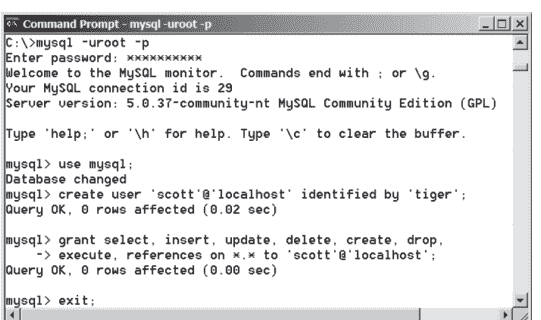 Command Prompt - mysql -uroot -p
C:\>mysql -uroot -p
Enter password: **********
Welcome to the MySQL monitor.  Commands end with ; or \g.
Your MySQL connection id is 29
Server version: 5.0.37-community-nt MySQL Community Edition (GPL)
Type 'help;' or '\h' for help. Type '\c' to clear the buffer.
mysql> use mysql;
Database changed
mysql> create user 'scott'@'localhost' identified by 'tiger';
Query OK, 0 rows affected (0.02 sec)
mysql> grant select, insert, update, delete, create, drop,
    -> execute, references on *.* to 'scott'@'localhost';
Query OK, 0 rows affected (0.00 sec)
mysql> exit;